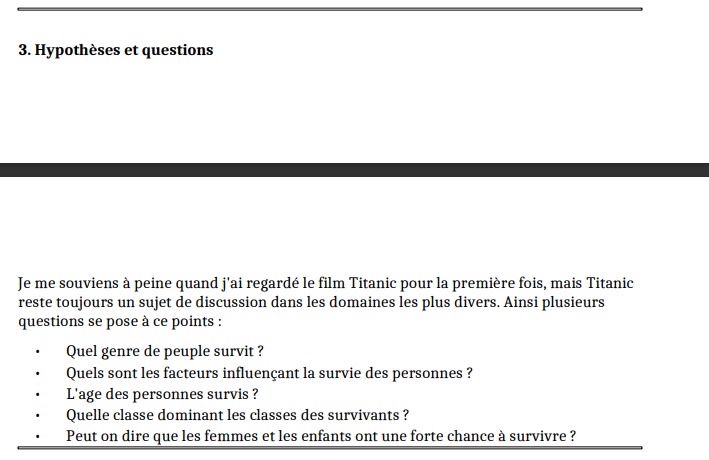 3. Hypothèses et questions
Je me souviens à peine quand j'ai regardé le film Titanic pour la première fois, mais Titanic
reste toujours un sujet de discussion dans les domaines les plus divers. Ainsi plusieurs
questions se pose à ce points :
• Quel genre de peuple survit ?
• Quels sont les facteurs influençant la survie des personnes ?
• L'age des personnes survis ?
• Quelle classe dominant les classes des survivants ?
• Peut on dire que les femmes et les enfants ont une forte chance à survivre ?